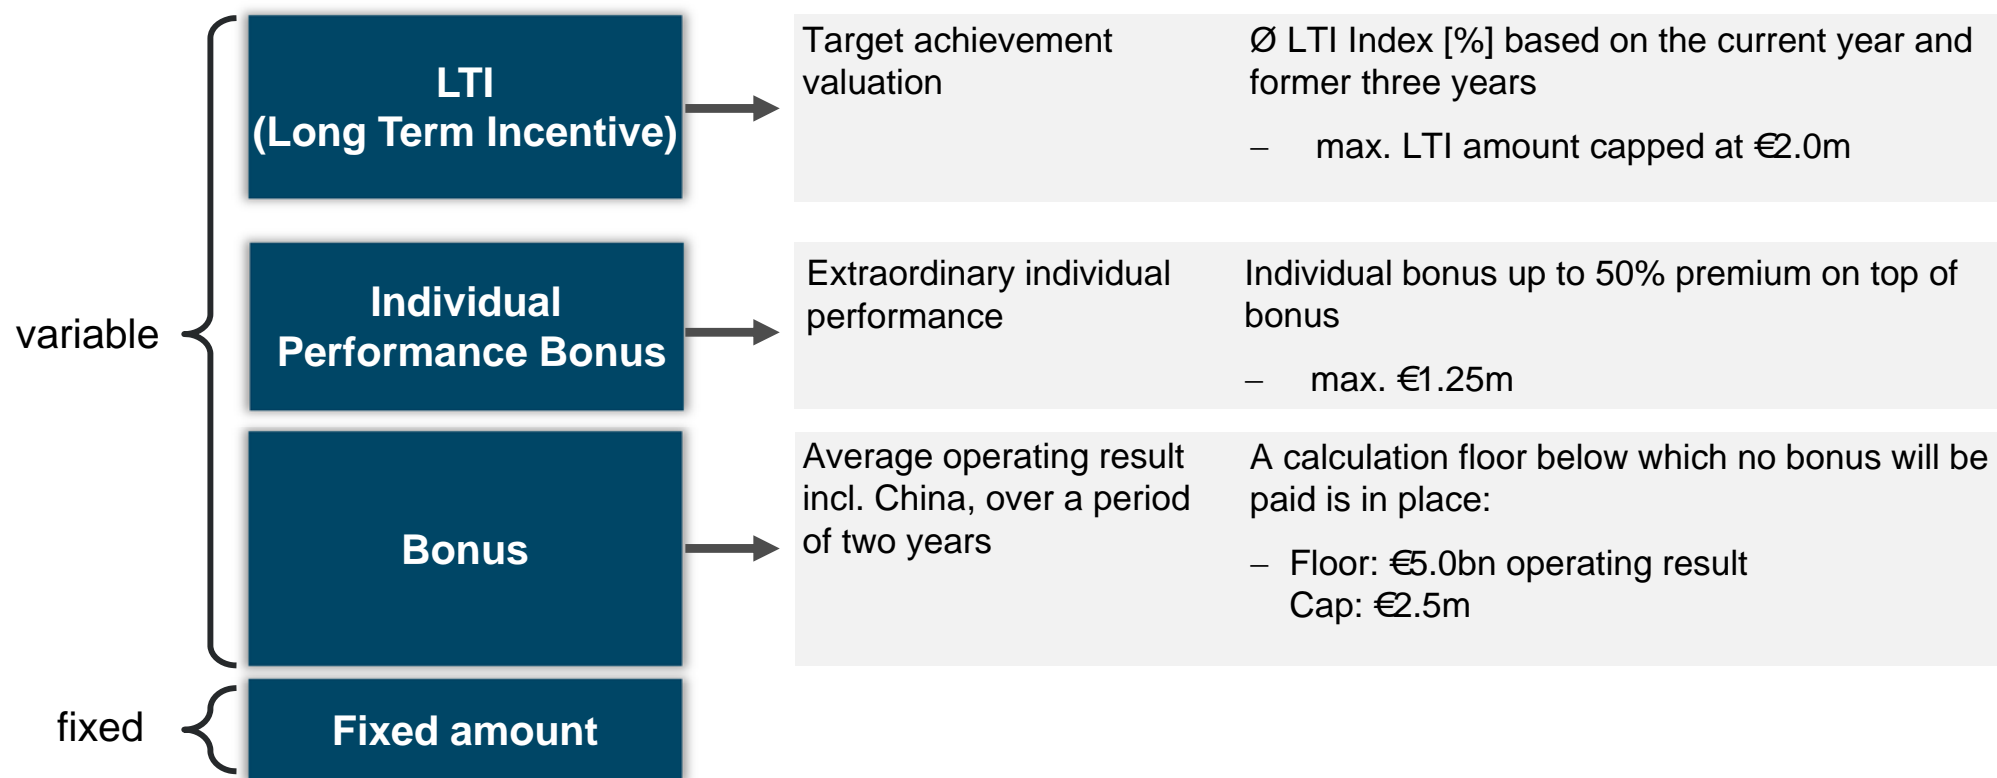 LTI
(Long Term Incentive)
Target achievement
valuation
Ø LTI Index [%] based on the current year and
former three years
– max. LTI amount capped at €2.0m
variable
Individual
Performance Bonus
Extraordinary individual
performance
Individual bonus up to 50% premium on top of
bonus
– max. €1.25m
Bonus
Average operating result
incl. China, over a period
of two years
A calculation floor below which no bonus will be
paid is in place:
– Floor: €5.0bn operating result
Cap: €2.5m
fixed
Fixed amount